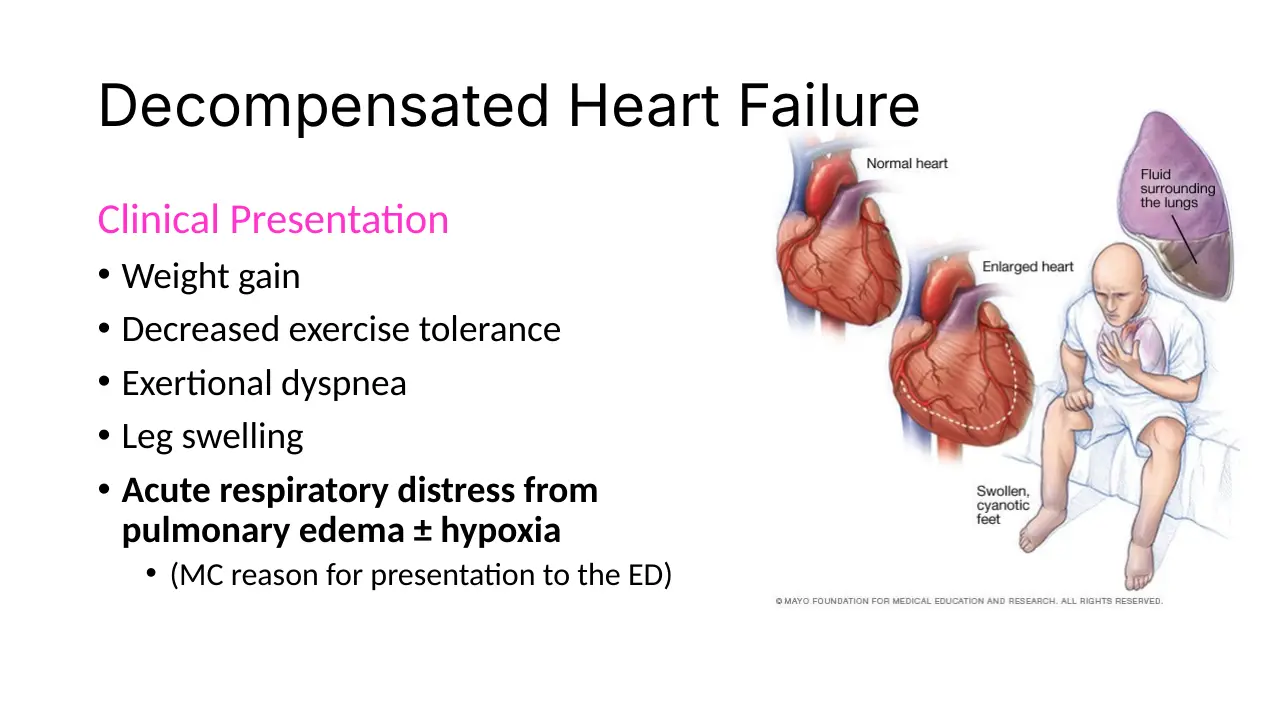 Decompensated Heart Failure
Clinical Presentation
• Weight gain
• Decreased exercise tolerance
• Exertional dyspnea
• Leg swelling
• Acute respiratory distress from
pulmonary edema ± hypoxia
• (MC reason for presentation to the ED)
Normal heart
Enlarged heart
Fluid
surrounding
the lungs
Swollen,
cyanotic
feet
© MAYO FOUNDATION FOR MEDICAL EDUCATION AND RESEARCH. ALL RIGHTS RESERVED.